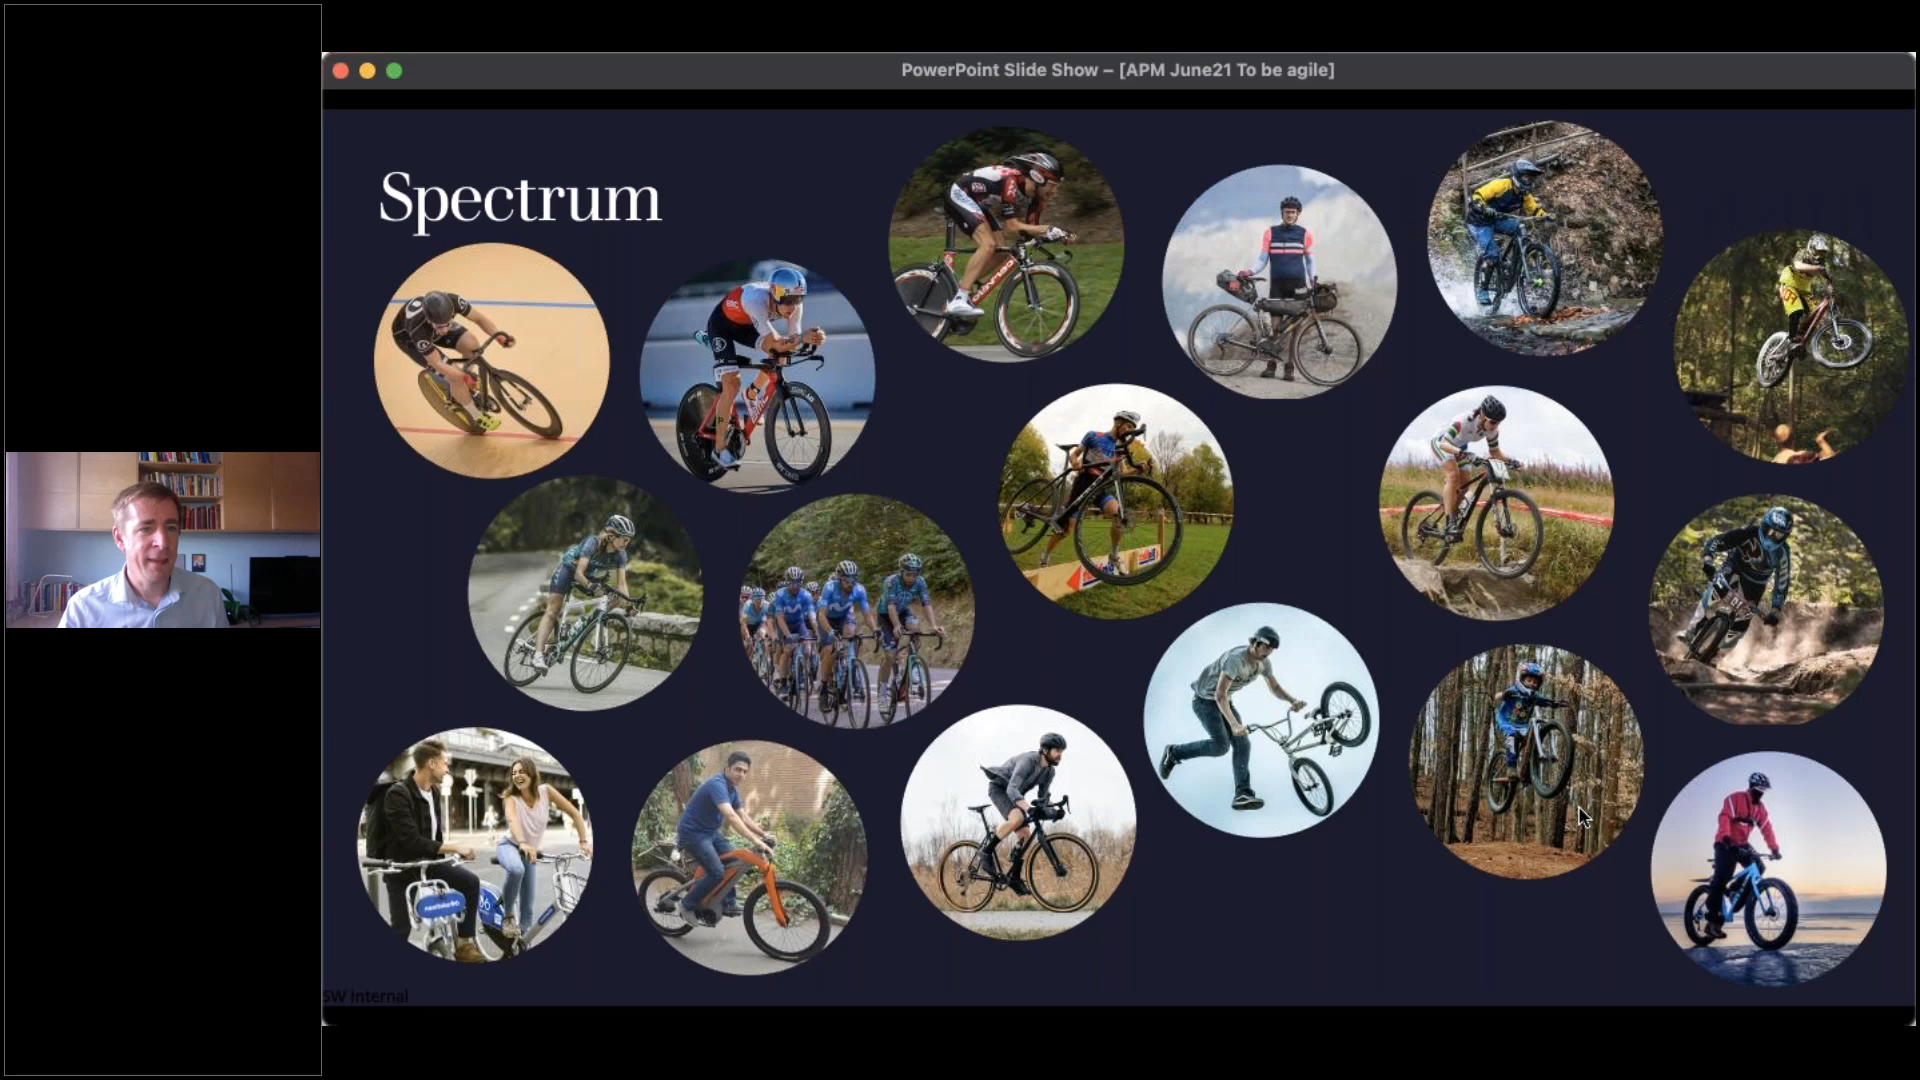 PowerPoint Slide Show – [APM June21 To be agile]
Spectrum
SW Internal